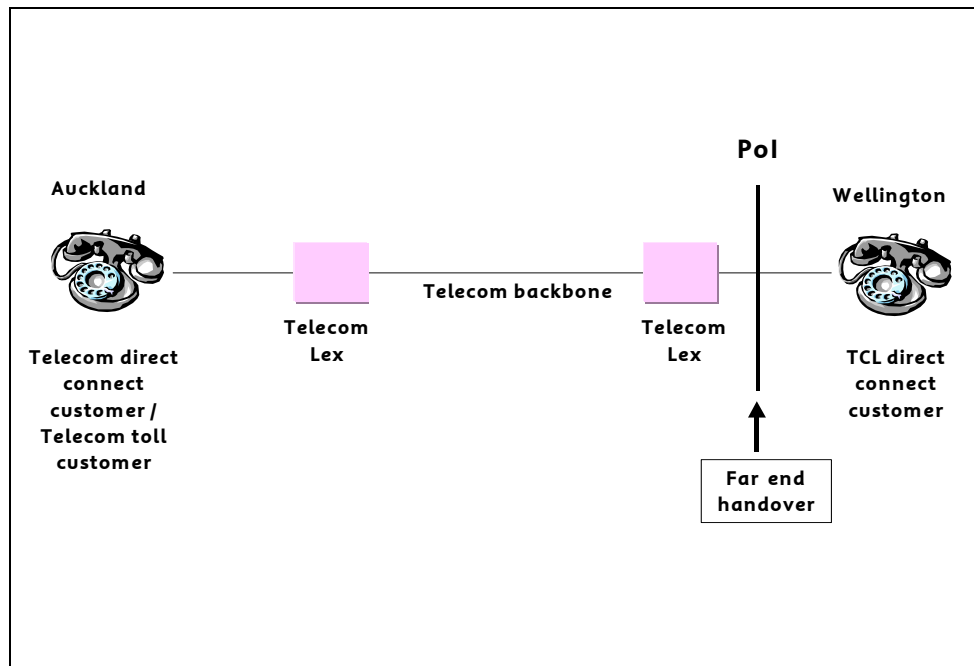 PoI
Auckland
Wellington
Telecom backbone
Telecom
Lex
Telecom
Lex
Telecom direct
connect
customer /
Telecom toll
customer
TCL direct
connect
customer
Far end
handover